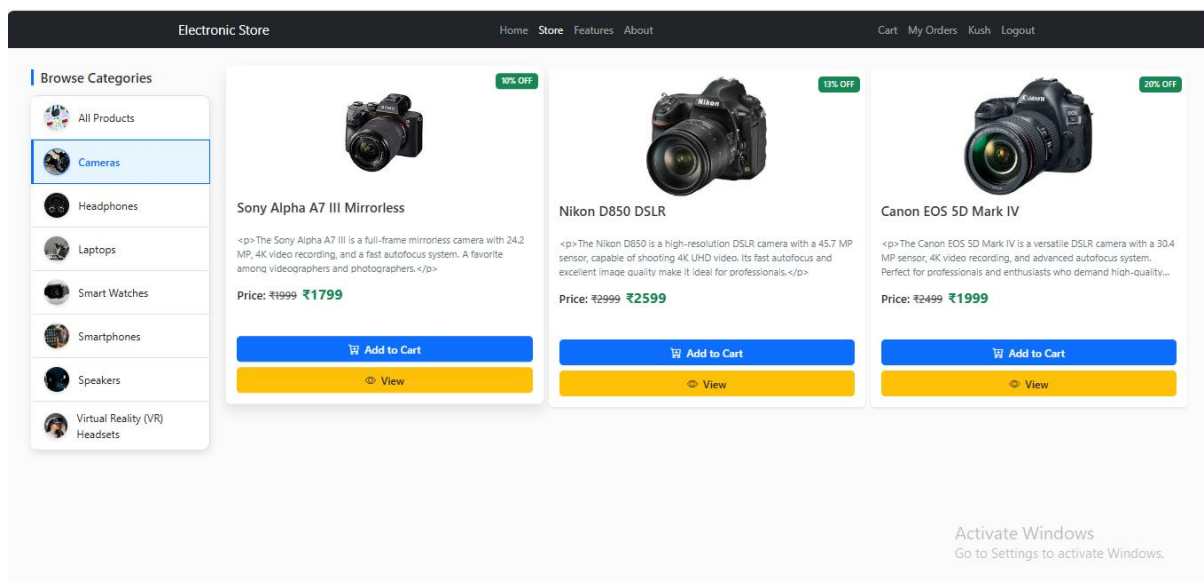 Electronic Store
Home Store Features About
Cart My Orders Kush Logout
Browse Categories
All Products
Cameras
Headphones
Laptops
Smart Watches
Smartphones
Speakers
Virtual Reality (VR)
Headsets
10% OFF
SONY
Sony Alpha A7 III Mirrorless
<p>The Sony Alpha A7 III is a full-frame mirrorless camera with 24.2
MP, 4K video recording, and a fast autofocus system. A favorite
among videographers and photographers.</p>
Price: ₹1999 ₹1799
Add to Cart
View
13% OFF
Nikon
Nikon D850 DSLR
<p>The Nikon D850 is a high-resolution DSLR camera with a 45.7 MP
sensor, capable of shooting 4K UHD video. Its fast autofocus and
excellent image quality make it ideal for professionals.</p>
Price: ₹2999 ₹2599
Add to Cart
View
20% OFF
Canon
EOS
5D
Canon EOS 5D Mark IV
<p>The Canon EOS 5D Mark IV is a versatile DSLR camera with a 30.4
MP sensor, 4K video recording, and advanced autofocus system.
Perfect for professionals and enthusiasts who demand high-quality...
Price: ₹2499 ₹1999
Add to Cart
View
Activate Windows
Go to Settings to activate Windows.